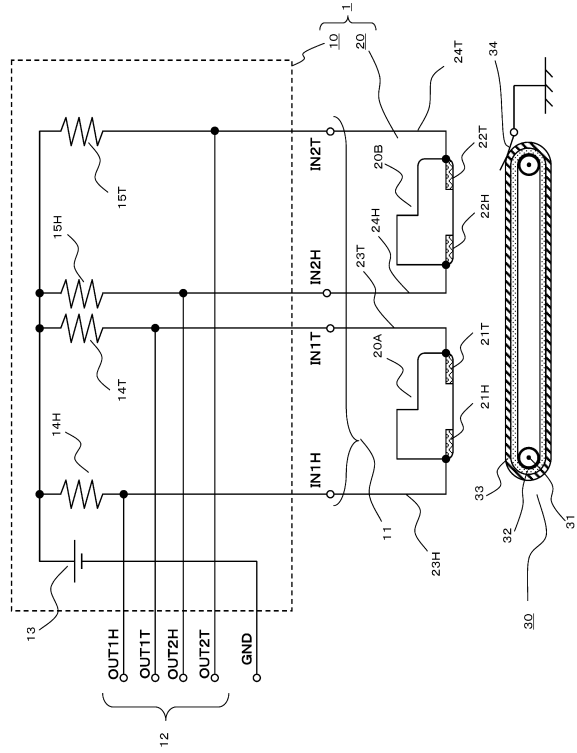 1
10
20
24T
34
15T
IN2T
20B
22T
15H
IN2H
24H
23T
22H
14T
IN1T
20A
21T
14H
IN1H
11
21H
23H
33
32
31
30
13
OUT1H
OUT1T
OUT2H
OUT2T
GND
12